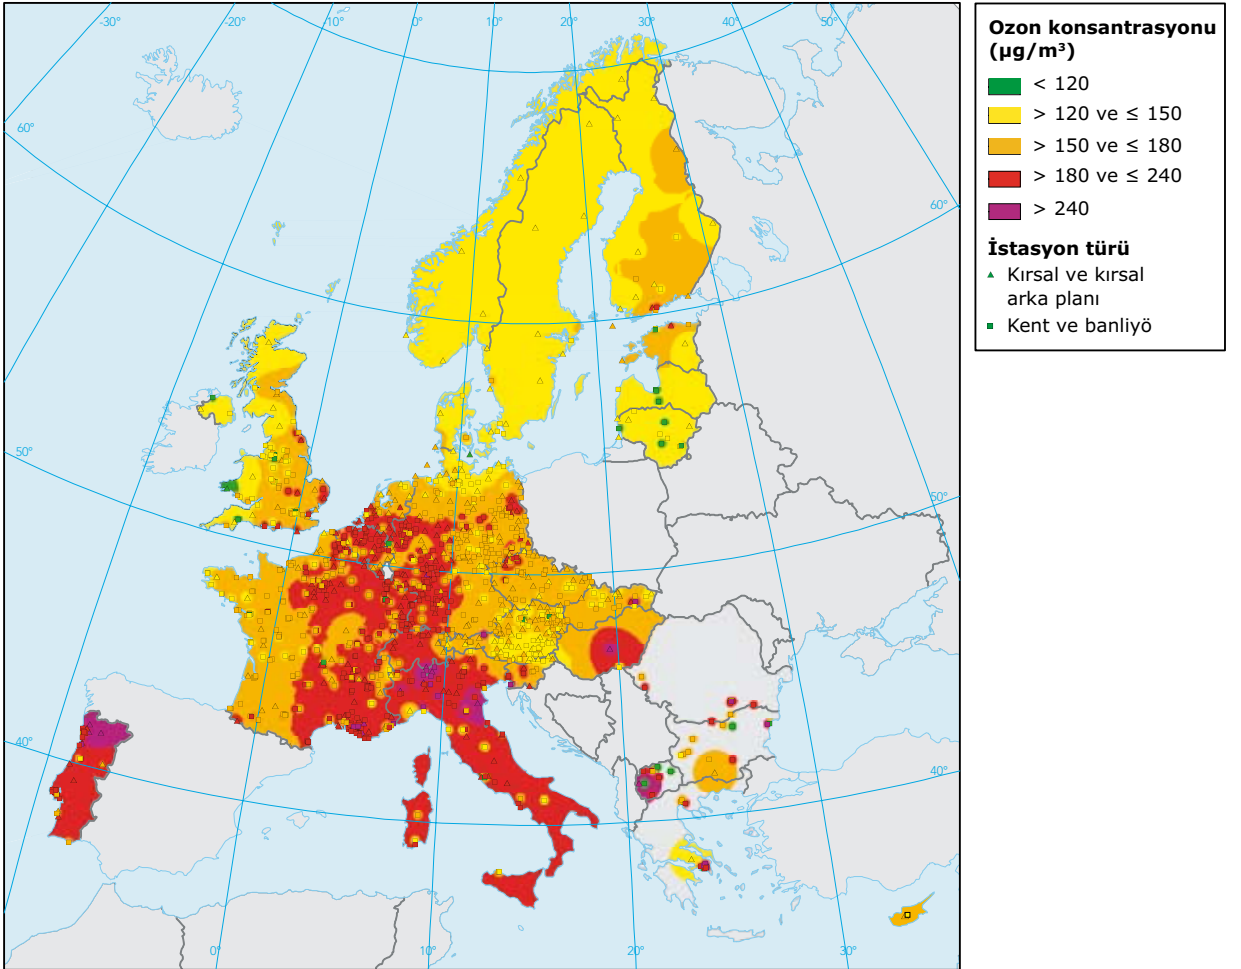 -30°
-20°
-10°
0°
10°
20°
30°
40°
50°
60°
60°
50°
50°
40°
40°
0°
10°
20°
30°
Ozon konsantrasyonu
(µg/m³)
< 120
> 120 ve ≤ 150
> 150 ve ≤ 180
> 180 ve ≤ 240
> 240
İstasyon türü
Kırsal ve kırsal
arka planı
Kent ve banliyö